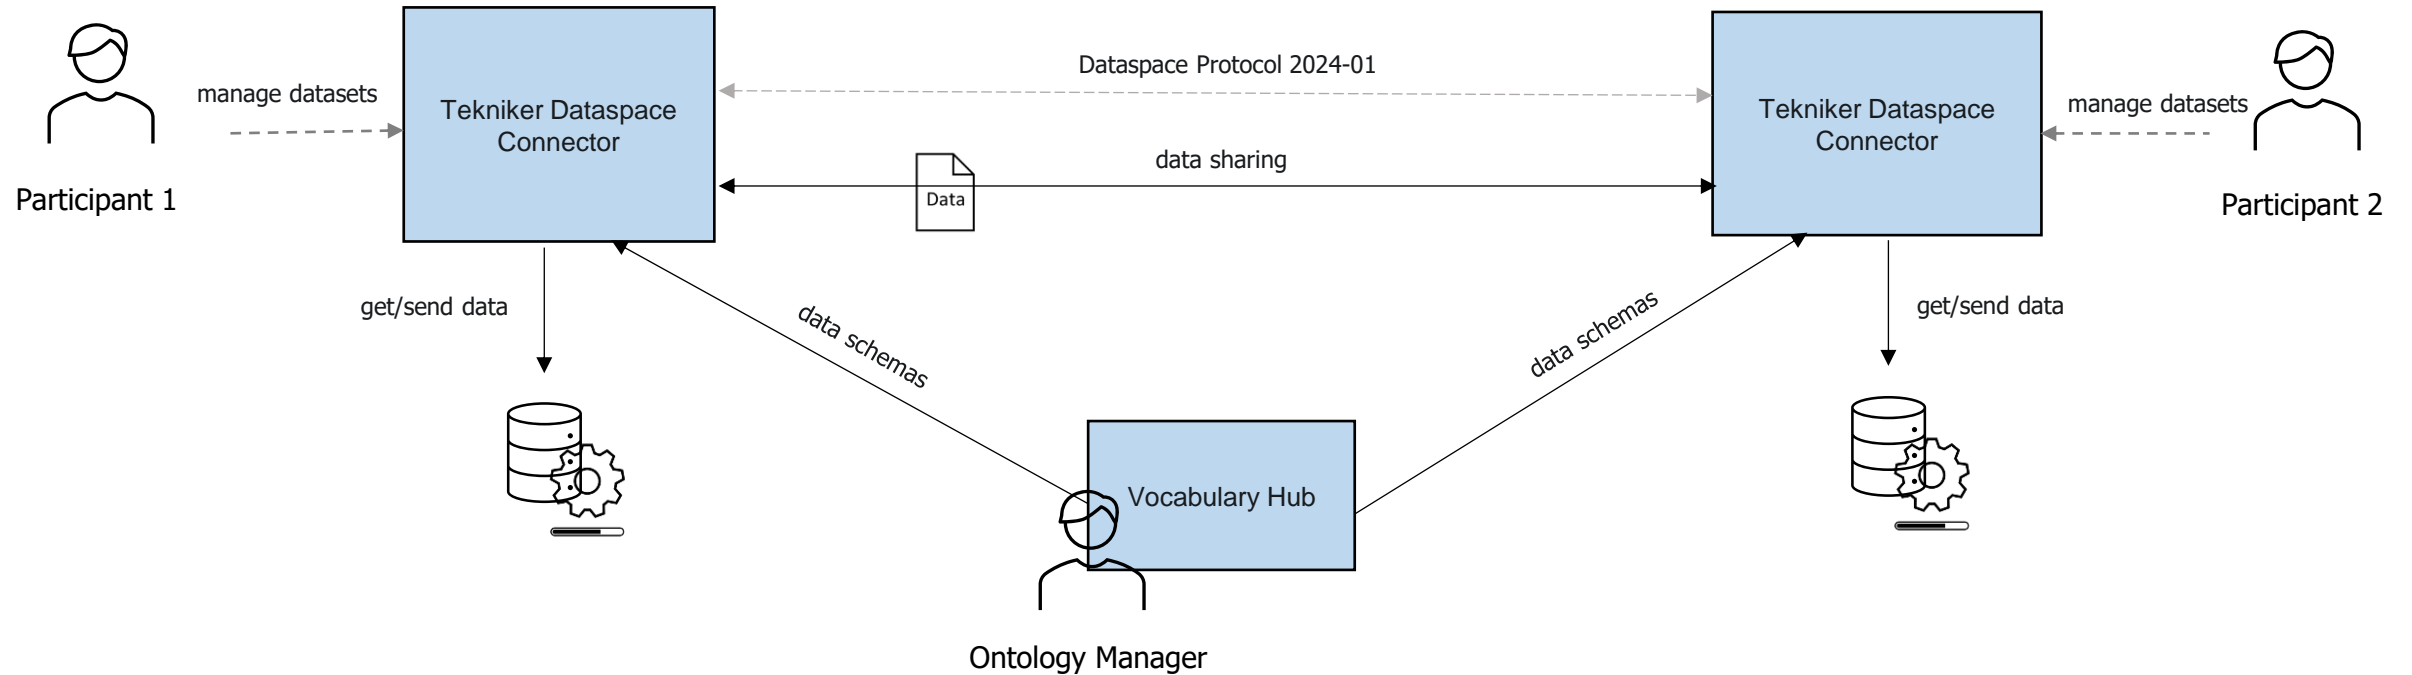 Dataspace Protocol 2024-01
manage datasets
Tekniker Dataspace
Connector
Tekniker Dataspace
Connector
manage datasets
data sharing
Data
Participant 1
Participant 2
get/send data
data schemas
data schemas
get/send data
Vocabulary Hub
Ontology Manager